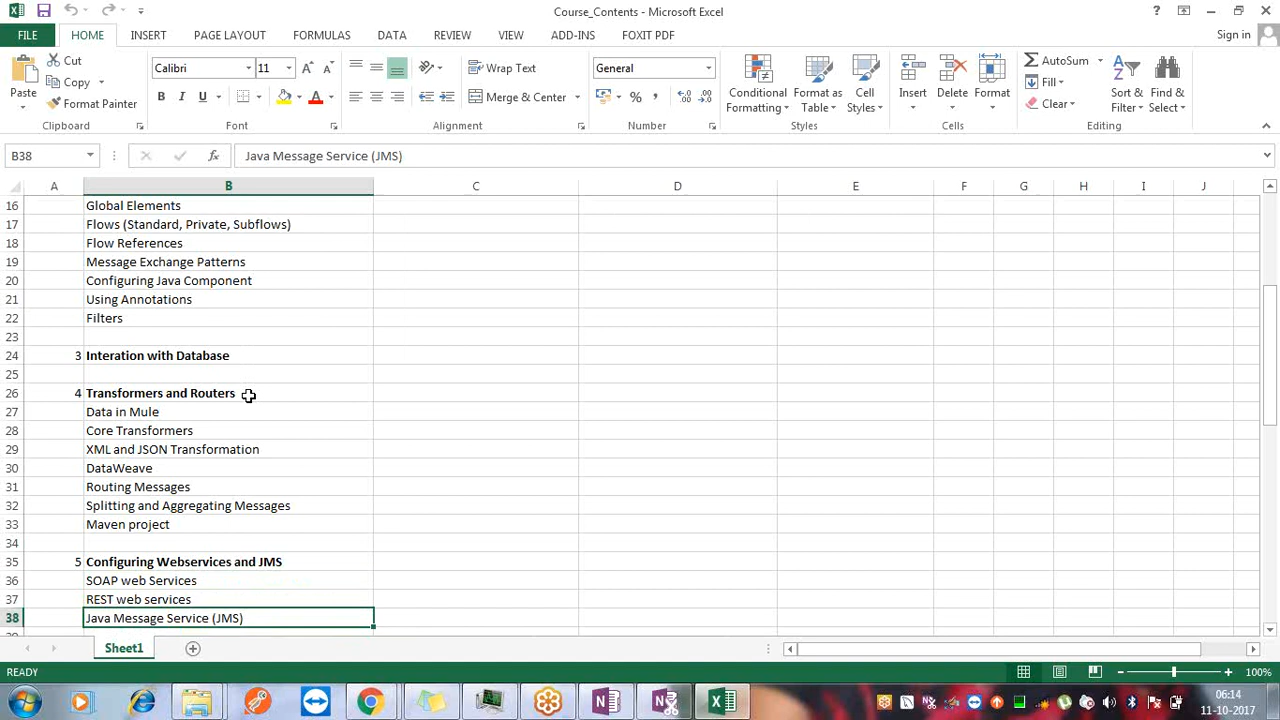 Course_Contents - Microsoft Excel
?
FILE HOME INSERT PAGE LAYOUT FORMULAS DATA REVIEW VIEW ADD-INS FOXIT PDF Sign in
Paste
Cut
Copy
Format Painter
Clipboard
Calibri 11
B I U A
Font
Wrap Text
Merge & Center
Alignment
General
% ,
Number
Conditional Formatting
Format as Table
Cell Styles
Styles
Insert
Delete
Format
Cells
AutoSum
Fill
Clear
Sort & Filter
Find & Select
Editing
B38 fx Java Message Service (JMS)
A B C D E F G H I J
16 Global Elements
17 Flows (Standard, Private, Subflows)
18 Flow References
19 Message Exchange Patterns
20 Configuring Java Component
21 Using Annotations
22 Filters
23
24 3 Interation with Database
25
26 4 Transformers and Routers
27 Data in Mule
28 Core Transformers
29 XML and JSON Transformation
30 DataWeave
31 Routing Messages
32 Splitting and Aggregating Messages
33 Maven project
34
35 5 Configuring Webservices and JMS
36 SOAP web Services
37 REST web services
38 Java Message Service (JMS)
Sheet1
READY 100%
06:14
11-10-2017